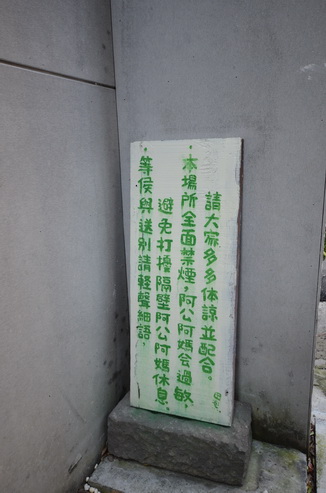 請大家多多体諒並配合。
·本場所全面禁煙，阿公阿媽会過敏，
避免打擾隔壁阿公阿媽休息，
·等侯與送別請輕聲細語，